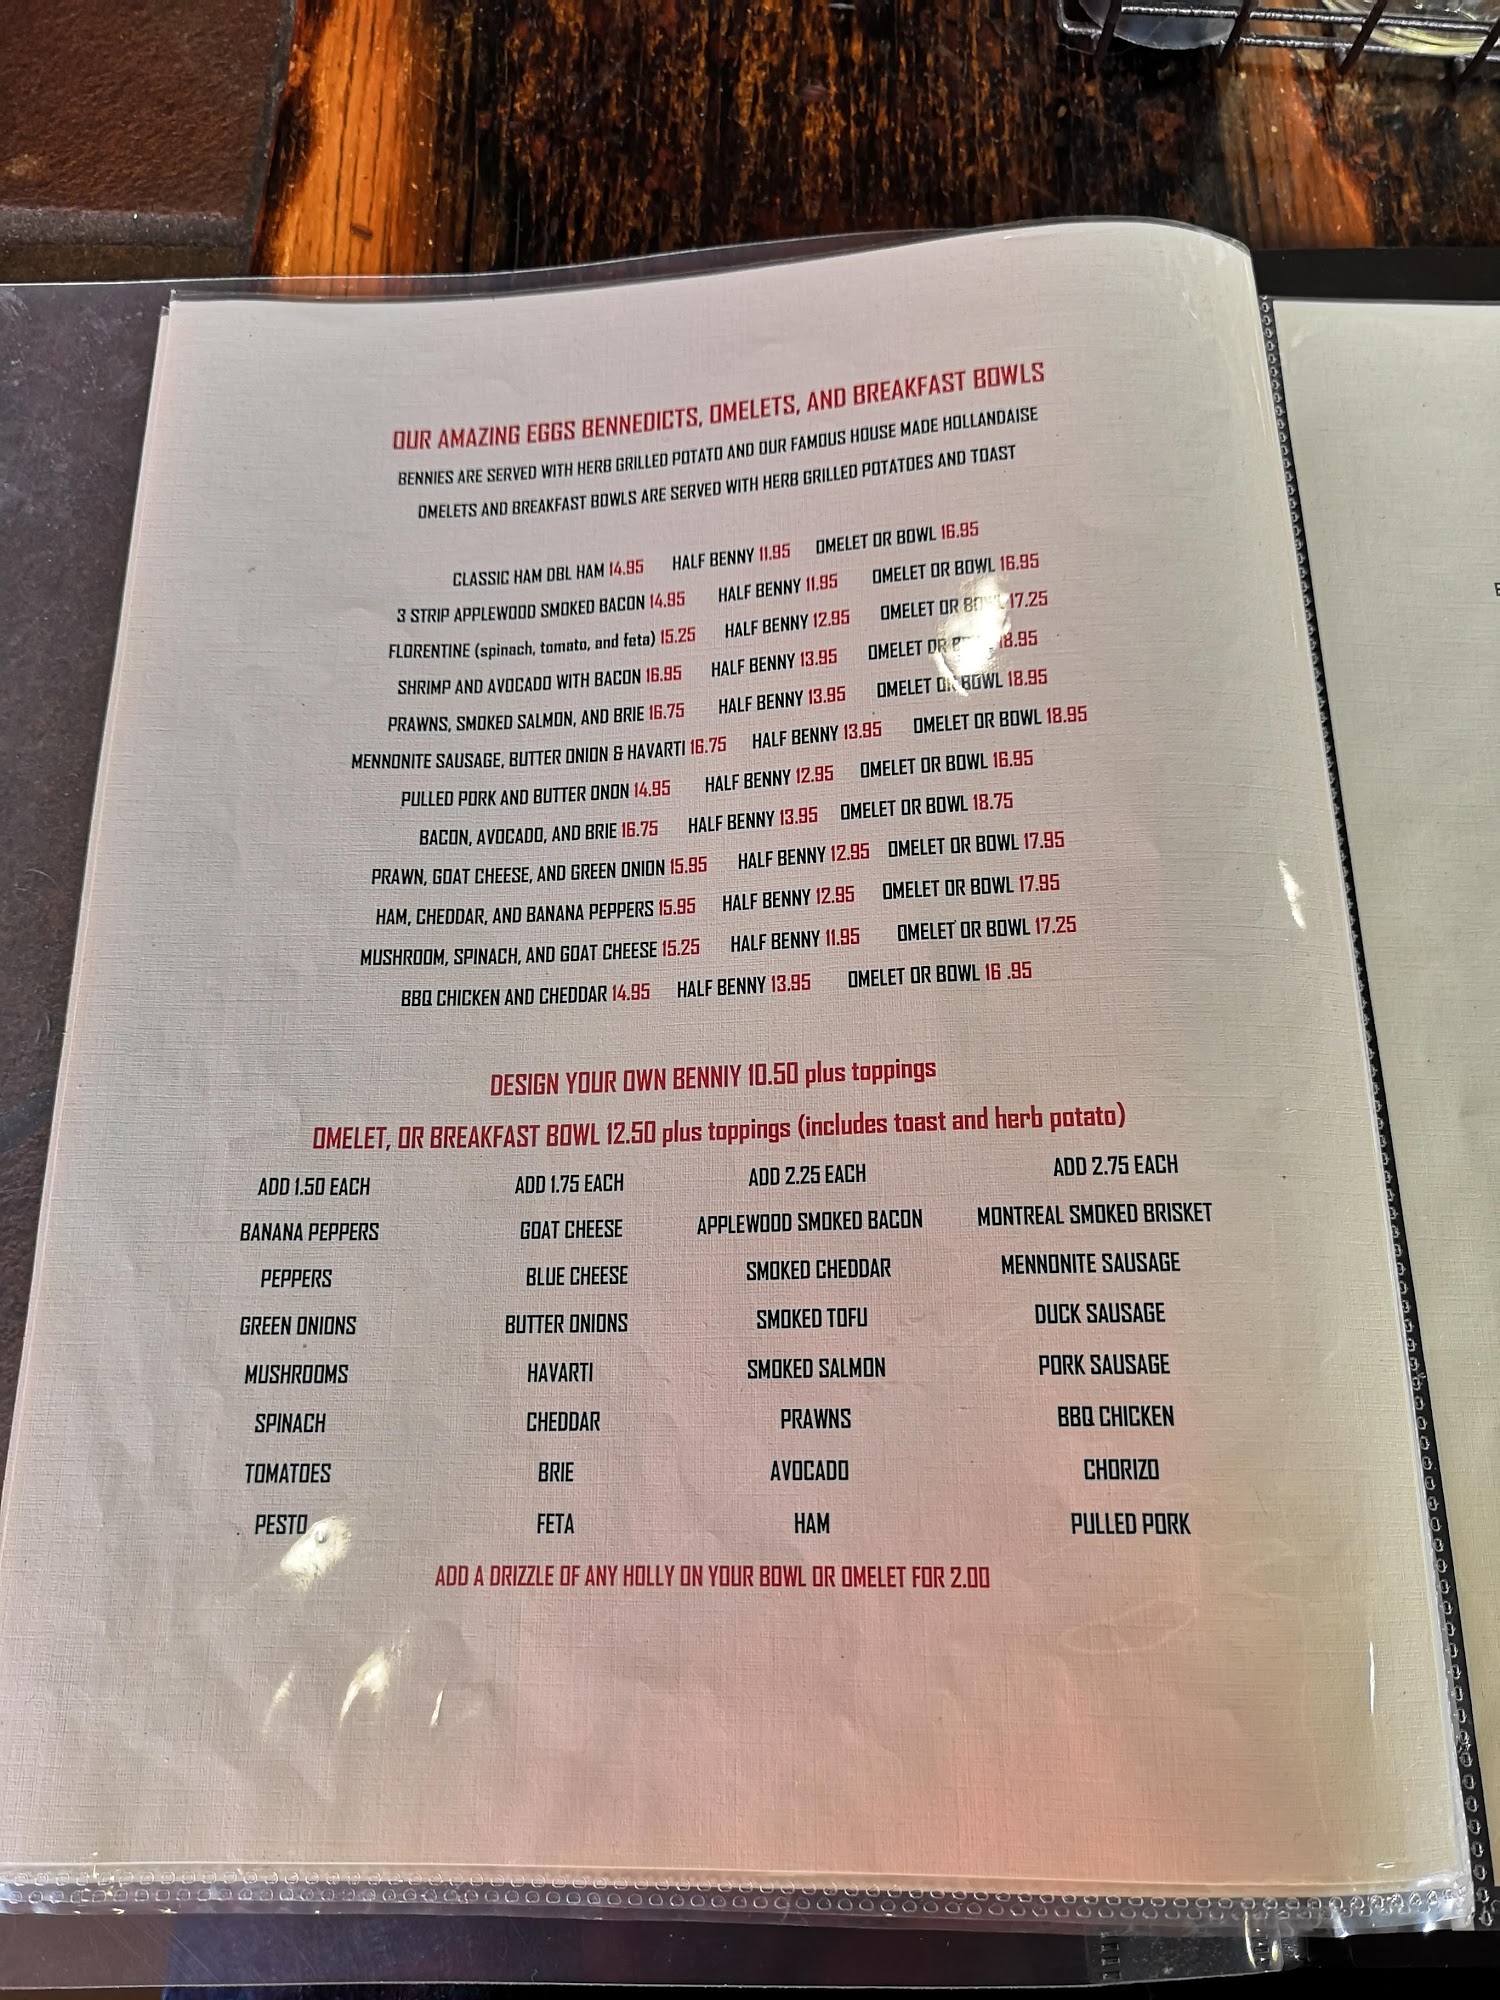 OUR AMAZING EGGS BENNEDICTS, OMELETS, AND BREAKFAST BOWLS
BENNIES ARE SERVED WITH HERB GRILLED POTATO AND OUR FAMOUS HOUSE MADE HOLLANDAISE
OMELETS AND BREAKFAST BOWLS ARE SERVED WITH HERB GRILLED POTATOES AND TOAST
CLASSIC HAM DBL HAM 14.95 HALF BENNY 11.95 OMELET OR BOWL 16.95
3 STRIP APPLEWOOD SMOKED BACON 14.95 HALF BENNY 11.95 OMELET OR BOWL 16.95
FLORENTINE (spinach, tomato, and feta) 15.25 HALF BENNY 12.95 OMELET OR BOWL 17.25
SHRIMP AND AVOCADO WITH BACON 16.95 HALF BENNY 13.95 OMELET OR BOWL 18.95
PRAWNS, SMOKED SALMON, AND BRIE 16.75 HALF BENNY 13.95 OMELET OR BOWL 18.95
MENNONITE SAUSAGE, BUTTER ONION & HAVARTI 16.75 HALF BENNY 13.95 OMELET OR BOWL 18.95
PULLED PORK AND BUTTER ONON 14.95 HALF BENNY 12.95 OMELET OR BOWL 16.95
BACON, AVOCADO, AND BRIE 16.75 HALF BENNY 13.95 OMELET OR BOWL 18.75
PRAWN, GOAT CHEESE, AND GREEN ONION 15.95 HALF BENNY 12.95 OMELET OR BOWL 17.95
HAM, CHEDDAR, AND BANANA PEPPERS 15.95 HALF BENNY 12.95 OMELET OR BOWL 17.95
MUSHROOM, SPINACH, AND GOAT CHEESE 15.25 HALF BENNY 11.95 OMELET OR BOWL 17.25
BBQ CHICKEN AND CHEDDAR 14.95 HALF BENNY 13.95 OMELET OR BOWL 16 .95
DESIGN YOUR OWN BENNIY 10.50 plus toppings
OMELET, OR BREAKFAST BOWL 12.50 plus toppings (includes toast and herb potato)
ADD 1.50 EACH ADD 1.75 EACH ADD 2.25 EACH ADD 2.75 EACH
BANANA PEPPERS GOAT CHEESE APPLEWOOD SMOKED BACON MONTREAL SMOKED BRISKET
PEPPERS BLUE CHEESE SMOKED CHEDDAR MENNONITE SAUSAGE
GREEN ONIONS BUTTER ONIONS SMOKED TOFU DUCK SAUSAGE
MUSHROOMS HAVARTI SMOKED SALMON PORK SAUSAGE
SPINACH CHEDDAR PRAWNS BBQ CHICKEN
TOMATOES BRIE AVOCADO CHORIZO
PESTO FETA HAM PULLED PORK
ADD A DRIZZLE OF ANY HOLLY ON YOUR BOWL OR OMELET FOR 2.00